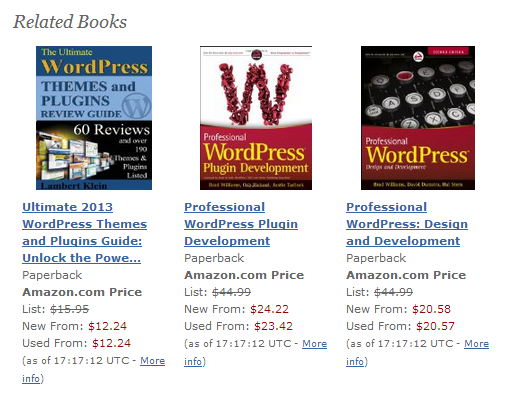 Related Books
The Ultimate
WordPress
THEMES and
PLUGINS
REVIEW GUIDE
60 Reviews
and over
190
Themes &
Plugins
Listed
Lambert Klein
Professional
WordPress
Plugin Development
Brad Williams, Ozh Richard, Justin Tadlock
SECOND EDITION
Professional
WordPress
Design and Development
Brad Williams, David Damstra, Hal Stern
Ultimate 2013
WordPress Themes
and Plugins Guide:
Unlock the Powe...
Paperback
Amazon.com Price
List: $15.95
New From: $12.24
Used From: $12.24
(as of 17:17:12 UTC - More
info)
Professional
WordPress Plugin
Development
Paperback
Amazon.com Price
List: $44.99
New From: $24.22
Used From: $23.42
(as of 17:17:12 UTC - More
info)
Professional
WordPress: Design
and Development
Paperback
Amazon.com Price
List: $44.99
New From: $20.58
Used From: $20.57
(as of 17:17:12 UTC - More
info)